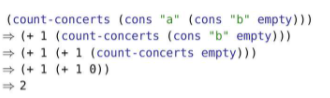 (count-concerts (cons "a" (cons "b" empty)))
⇒ (+ 1 (count-concerts (cons "b" empty)))
⇒ (+ 1 (+ 1 (count-concerts empty)))
⇒ (+ 1 (+ 1 0))
⇒ 2